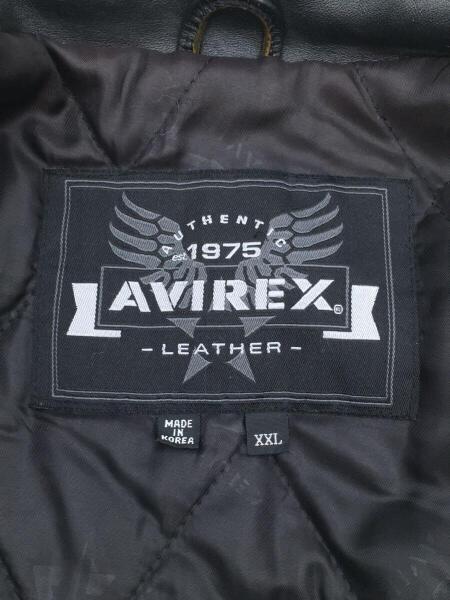 AUTHENTIC
est. 1975
AVIREX®
- LEATHER -
MADE
IN
KOREA
XXL